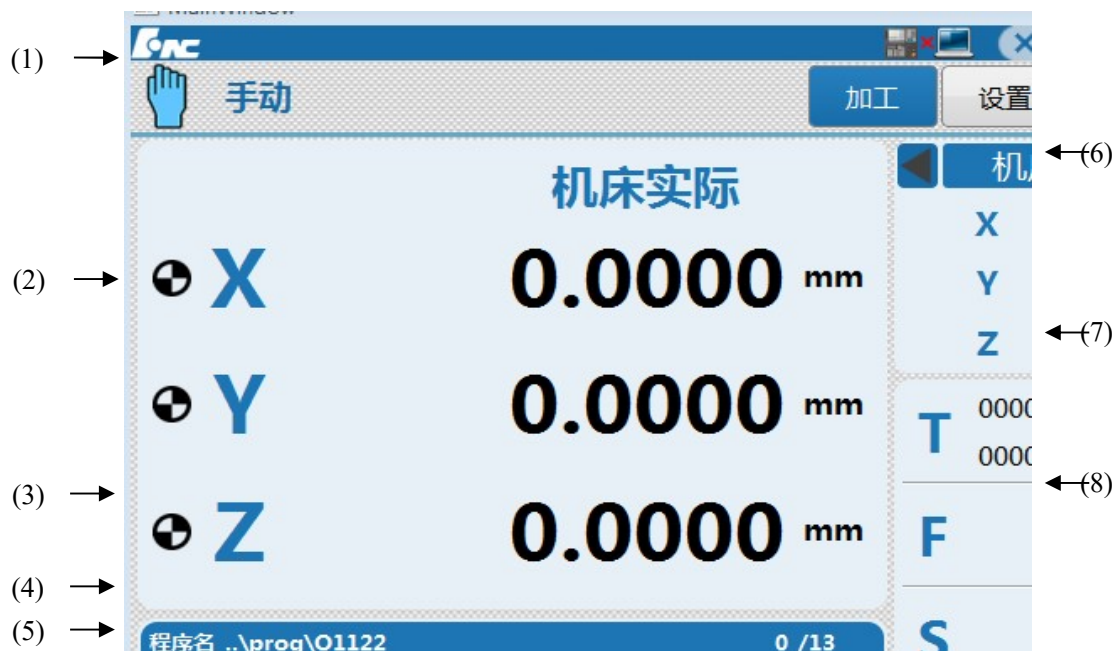 MainWindow
(1)
手动
加工
设置
(6)
机床实际
X
(2)
X 0.0000 mm
Y
(7)
Z
Y 0.0000 mm
T 0000
0000
(3)
(8)
Z 0.0000 mm
F
(4)
(5)
程序名 ..\prog\O1122 0 /13
S